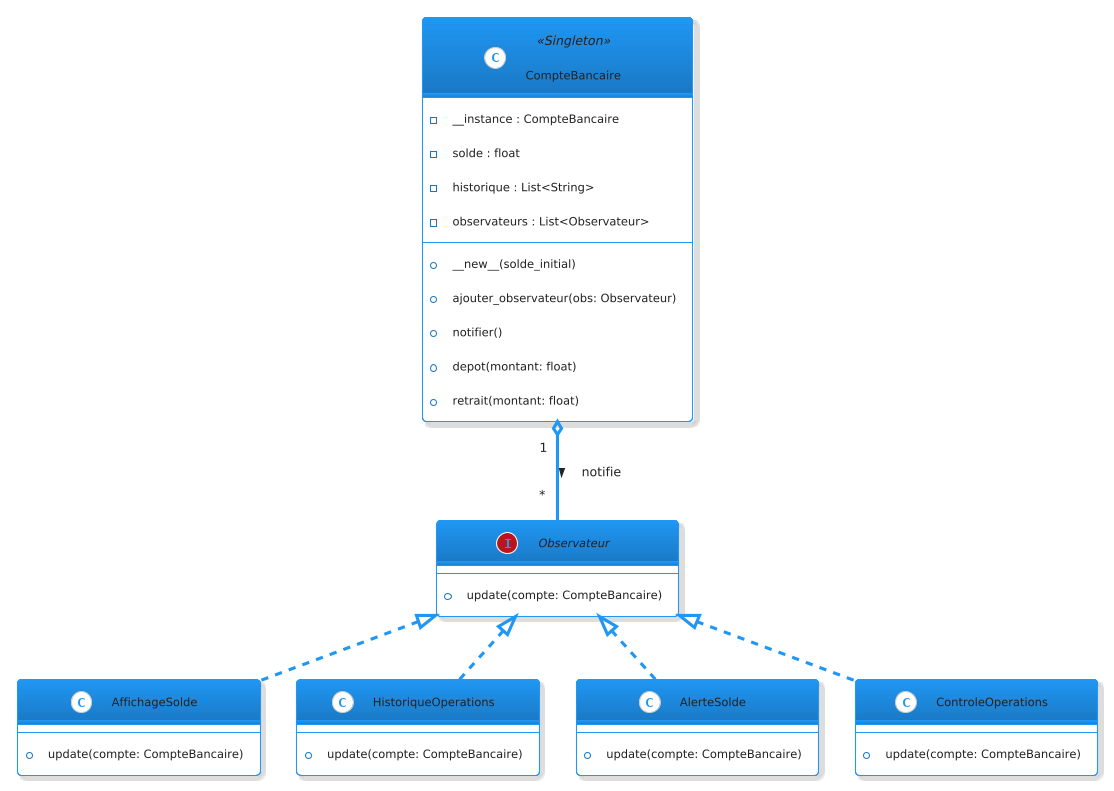 «Singleton»
C
CompteBancaire
__instance : CompteBancaire
solde : float
historique : List<String>
observateurs : List<Observateur>
__new__(solde_initial)
ajouter_observateur(obs: Observateur)
notifier()
depot(montant: float)
retrait(montant: float)
1
notifie
*
I Observateur
update(compte: CompteBancaire)
C AffichageSolde
update(compte: CompteBancaire)
C HistoriqueOperations
update(compte: CompteBancaire)
C AlerteSolde
update(compte: CompteBancaire)
C ControleOperations
update(compte: CompteBancaire)